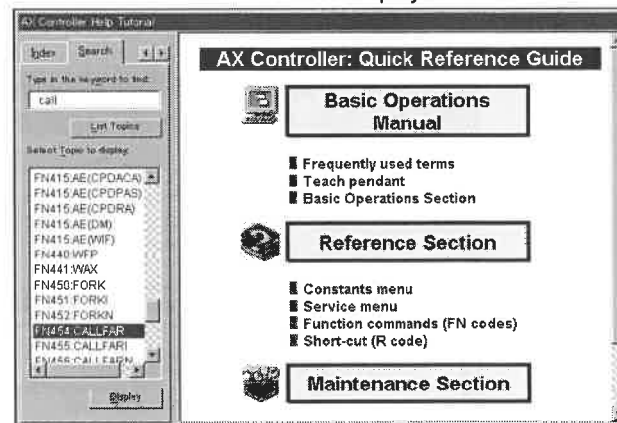 AX Controller Help Tutorial
Index Search
Type in the keyword to find:
call
List Topics
Select Topic to display:
FN415:AE(CPDACA)
FN415:AE(CPDPAS)
FN415:AE(CPDRA)
FN415:AE(DM)
FN415:AE(WIF)
FN440:WFP
FN441:WAX
FN450:FORK
FN451:FORKI
FN452:FORKN
FN454:CALLFAR
FN455:CALLFARI
FN456:CALLFARN
Display
AX Controller: Quick Reference Guide
Basic Operations
Manual
Frequently used terms
Teach pendant
Basic Operations Section
Reference Section
Constants menu
Service menu
Function commands (FN codes)
Short-cut (R code)
Maintenance Section